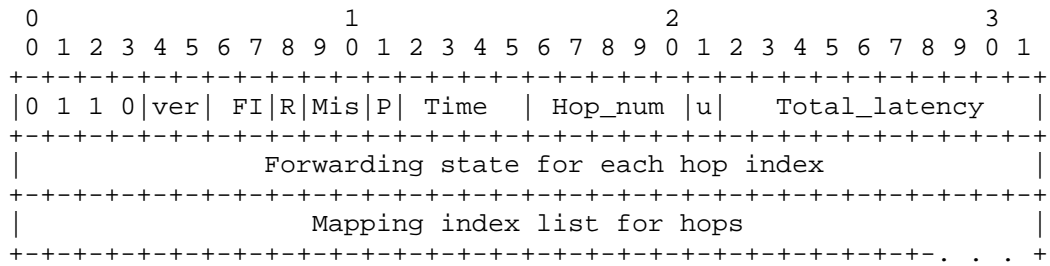 0                   1                   2                   3
 0 1 2 3 4 5 6 7 8 9 0 1 2 3 4 5 6 7 8 9 0 1 2 3 4 5 6 7 8 9 0 1
+-+-+-+-+-+-+-+-+-+-+-+-+-+-+-+-+-+-+-+-+-+-+-+-+-+-+-+-+-+-+-+-+
|0 1 1 0|ver| FI|R|Mis|P| Time  | Hop_num |u|   Total_latency   |
+-+-+-+-+-+-+-+-+-+-+-+-+-+-+-+-+-+-+-+-+-+-+-+-+-+-+-+-+-+-+-+-+
|               Forwarding state for each hop index             |
+-+-+-+-+-+-+-+-+-+-+-+-+-+-+-+-+-+-+-+-+-+-+-+-+-+-+-+-+-+-+-+-+
|                  Mapping index list for hops                  |
+-+-+-+-+-+-+-+-+-+-+-+-+-+-+-+-+-+-+-+-+-+-+-+-+-+-+-+-+-. . . +